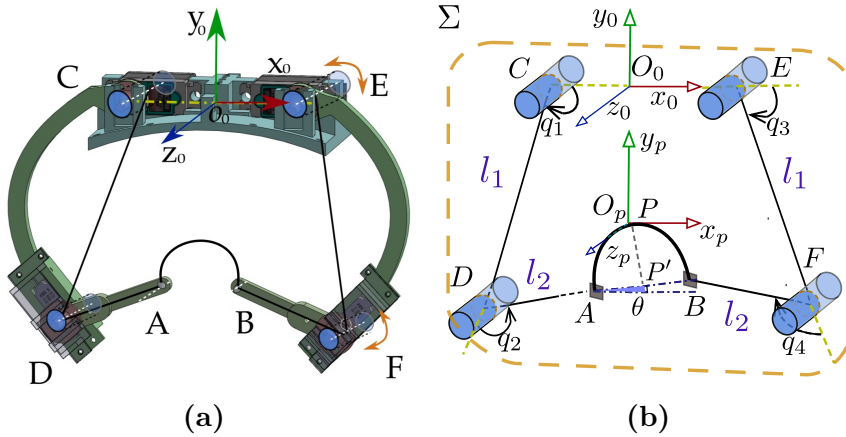 y₀
C
x₀
E
o₀
z₀
A
B
D
F
(a)
Σ
y₀
C
O₀
E
x₀
z₀
q₁
q₃
yₚ
l₁
l₁
Oₚ P
xₚ
zₚ
P'
D
F
l₂
A
θ
B
l₂
q₂
q₄
(b)